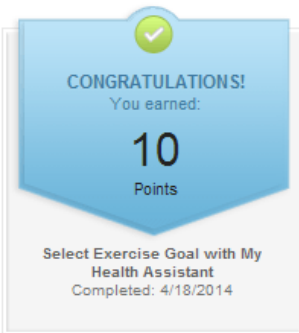 CONGRATULATIONS!
You earned:
10
Points
Select Exercise Goal with My
Health Assistant
Completed: 4/18/2014